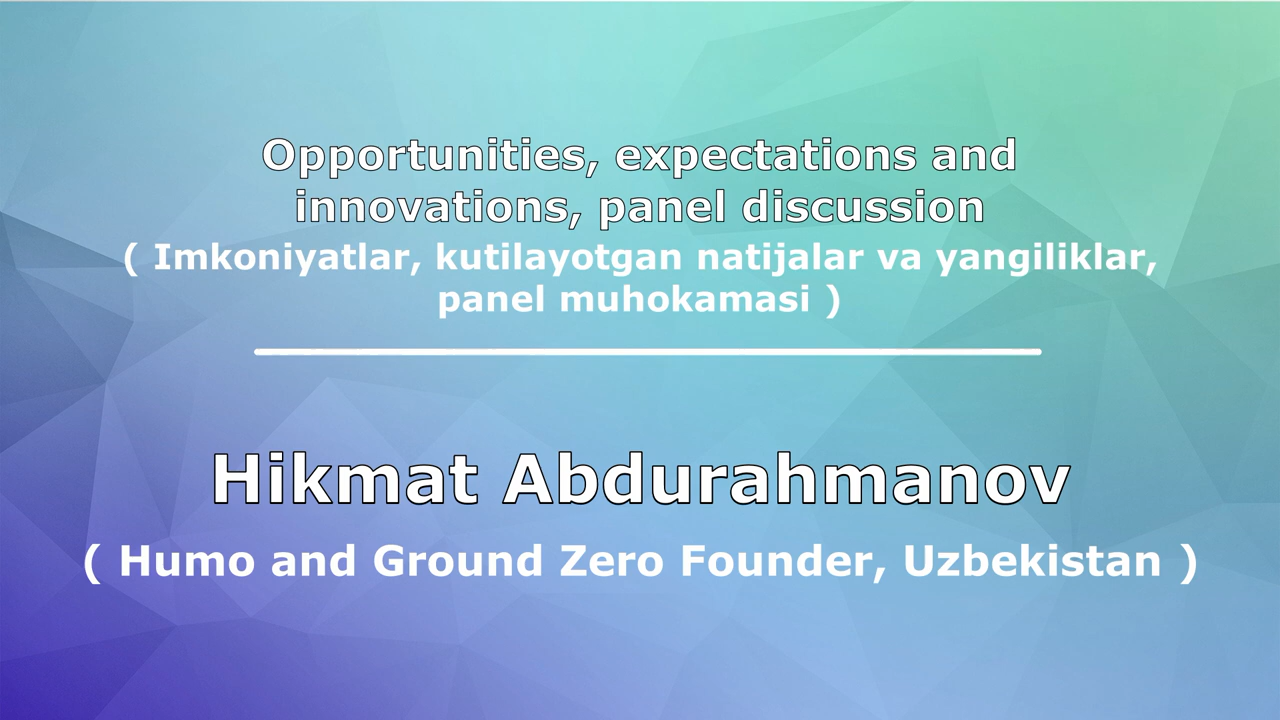 Opportunities, expectations and
innovations, panel discussion
( Imkoniyatlar, kutilayotgan natijalar va yangiliklar,
panel muhokamasi )
Hikmat Abdurahmanov
( Humo and Ground Zero Founder, Uzbekistan )